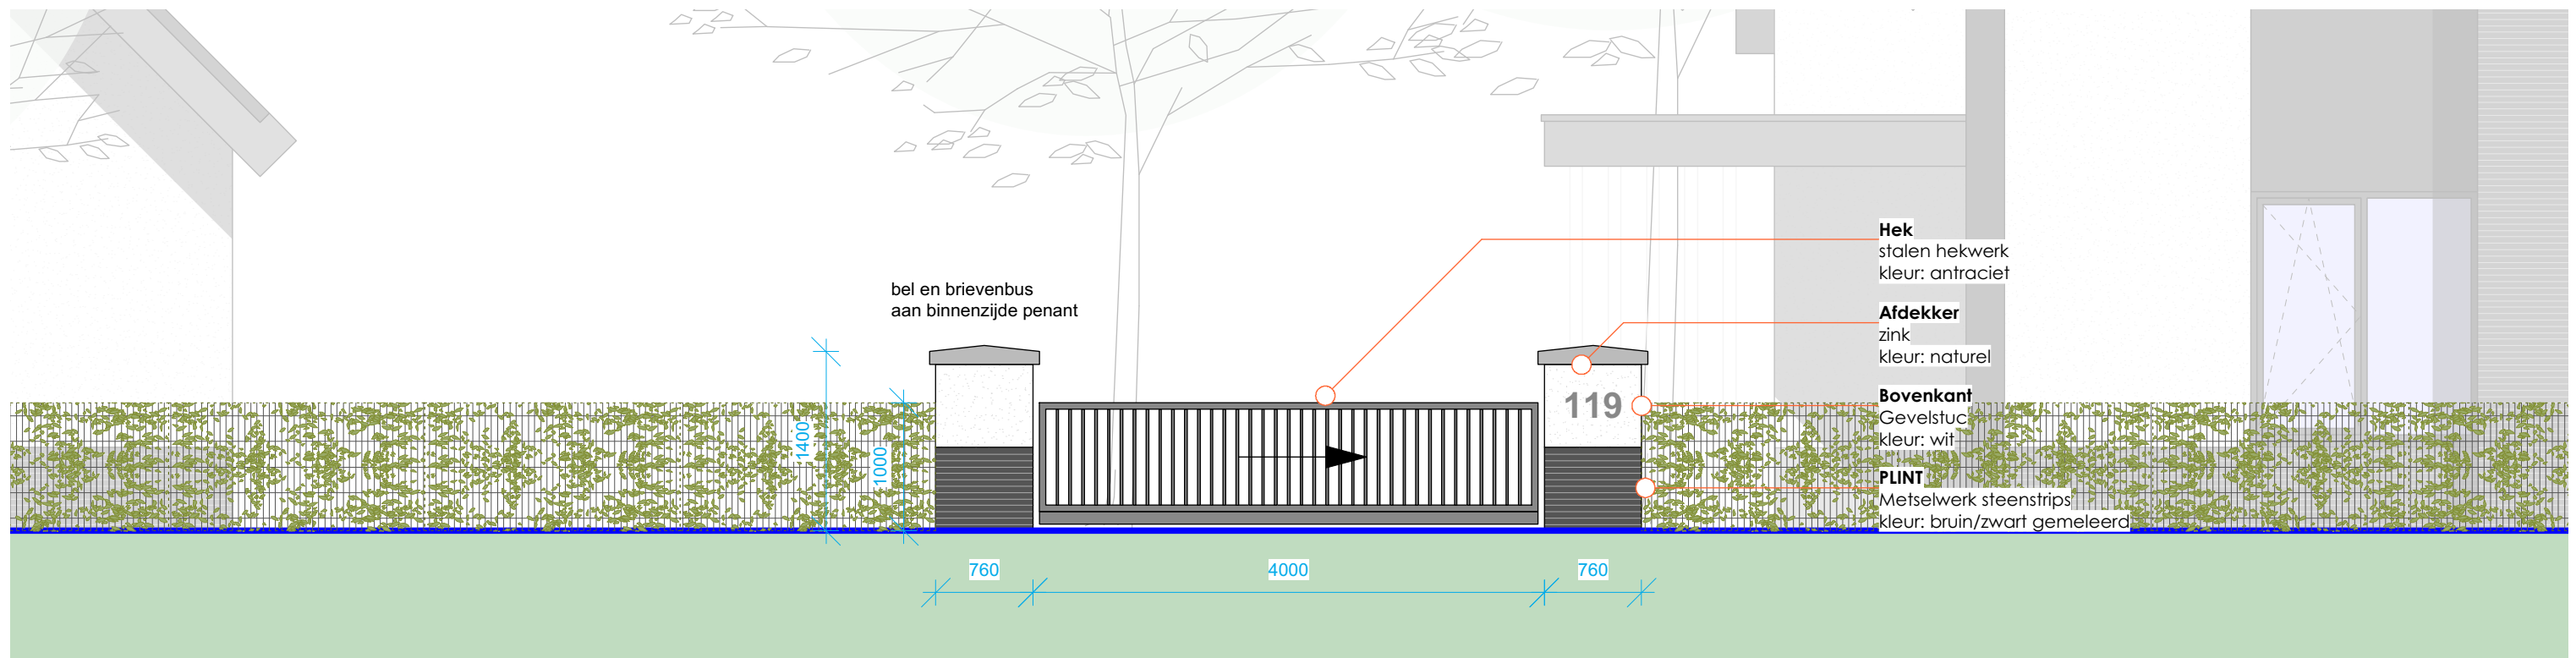 Hek
stalen hekwerk
kleur: antraciet
bel en brievenbus
aan binnenzijde penant
Afdekker
zink
kleur: naturel
Bovenkant
Gevelstuc
kleur: wit
119
1400
1000
PLINT
Metselwerk steenstrips
kleur: bruin/zwart gemeleerd
760
4000
760